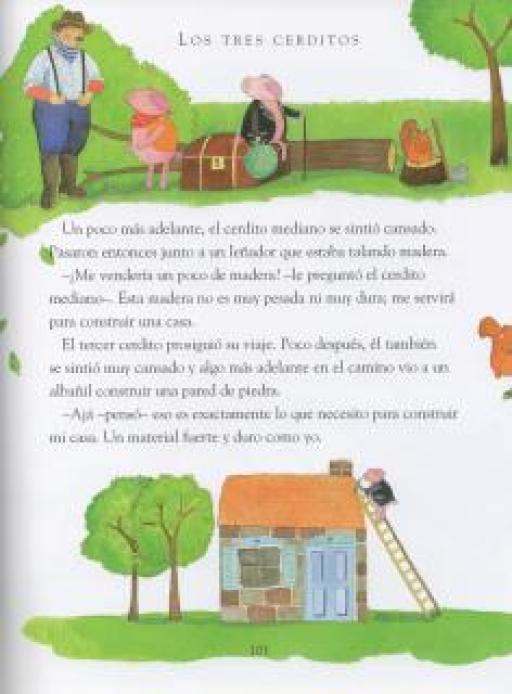 LOS TRES CERDITOS
Un poco más adelante, el cerdito mediano se sintió cansado.
Pasaron entonces junto a un leñador que estaba talando madera.
–¿Me vendería un poco de madera? –le preguntó el cerdito
mediano–. Esta madera no es muy pesada ni muy dura; me servirá
para construir una casa.
El tercer cerdito prosiguió su viaje. Poco después, él también
se sintió muy cansado y algo más adelante en el camino vio a un
albañil construir una pared de piedra.
–Ajá –pensó– eso es exactamente lo que necesito para construir
mi casa. Un material fuerte y duro como yo.
101